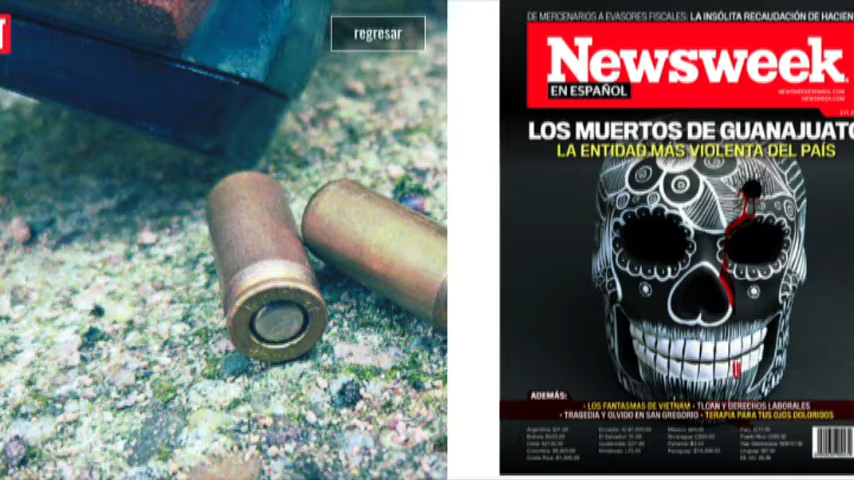 T
regresar
DE MERCENARIOS A EVASORES FISCALES: LA INSÓLITA RECAUDACIÓN DE HACIEN
Newsweek
EN ESPAÑOL
NEWSWEEKESPANOL.COM
NEWSWEEK.COM
LOS MUERTOS DE GUANAJUATO
LA ENTIDAD MÁS VIOLENTA DEL PAÍS
ADEMÁS:
• LOS FANTASMAS DE VIETNAM • TLCAN Y DERECHOS LABORALES
• TRAGEDIA Y OLVIDO EN SAN GREGORIO • TERAPIA PARA TUS OJOS DOLORIDOS